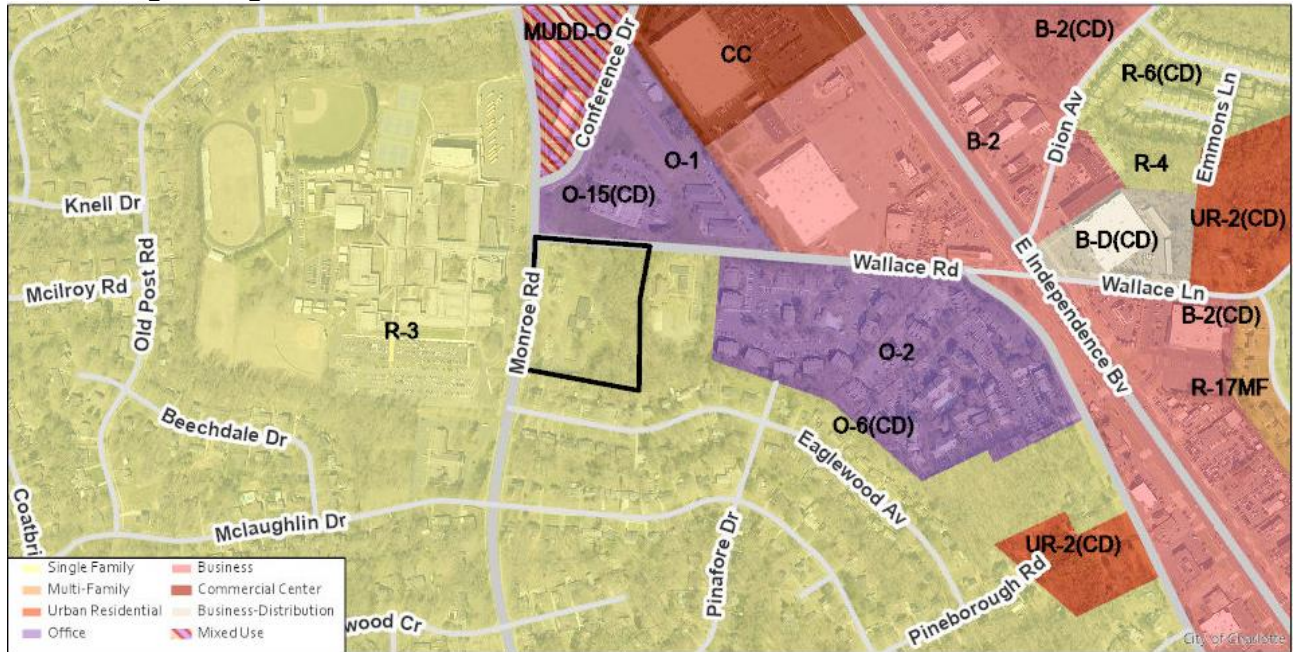 MUDD-O
Conference Dr
CC
B-2(CD)
R-6(CD)
Emmons Ln
Dion Av
B-2
R-4
O-1
O-15(CD)
UR-2(CD)
B-D(CD)
Knell Dr
Old Post Rd
Mcilroy Rd
R-3
Monroe Rd
Wallace Rd
E Independence Bv
Wallace Ln
B-2(CD)
O-2
R-17MF
O-6(CD)
Beechdale Dr
Eaglewood Av
Coatbri
Mclaughlin Dr
Pinafore Dr
UR-2(CD)
Pineborough Rd
wood Cr
Single Family
Multi-Family
Urban Residential
Office
Business
Commercial Center
Business-Distribution
Mixed Use
City of Charlotte